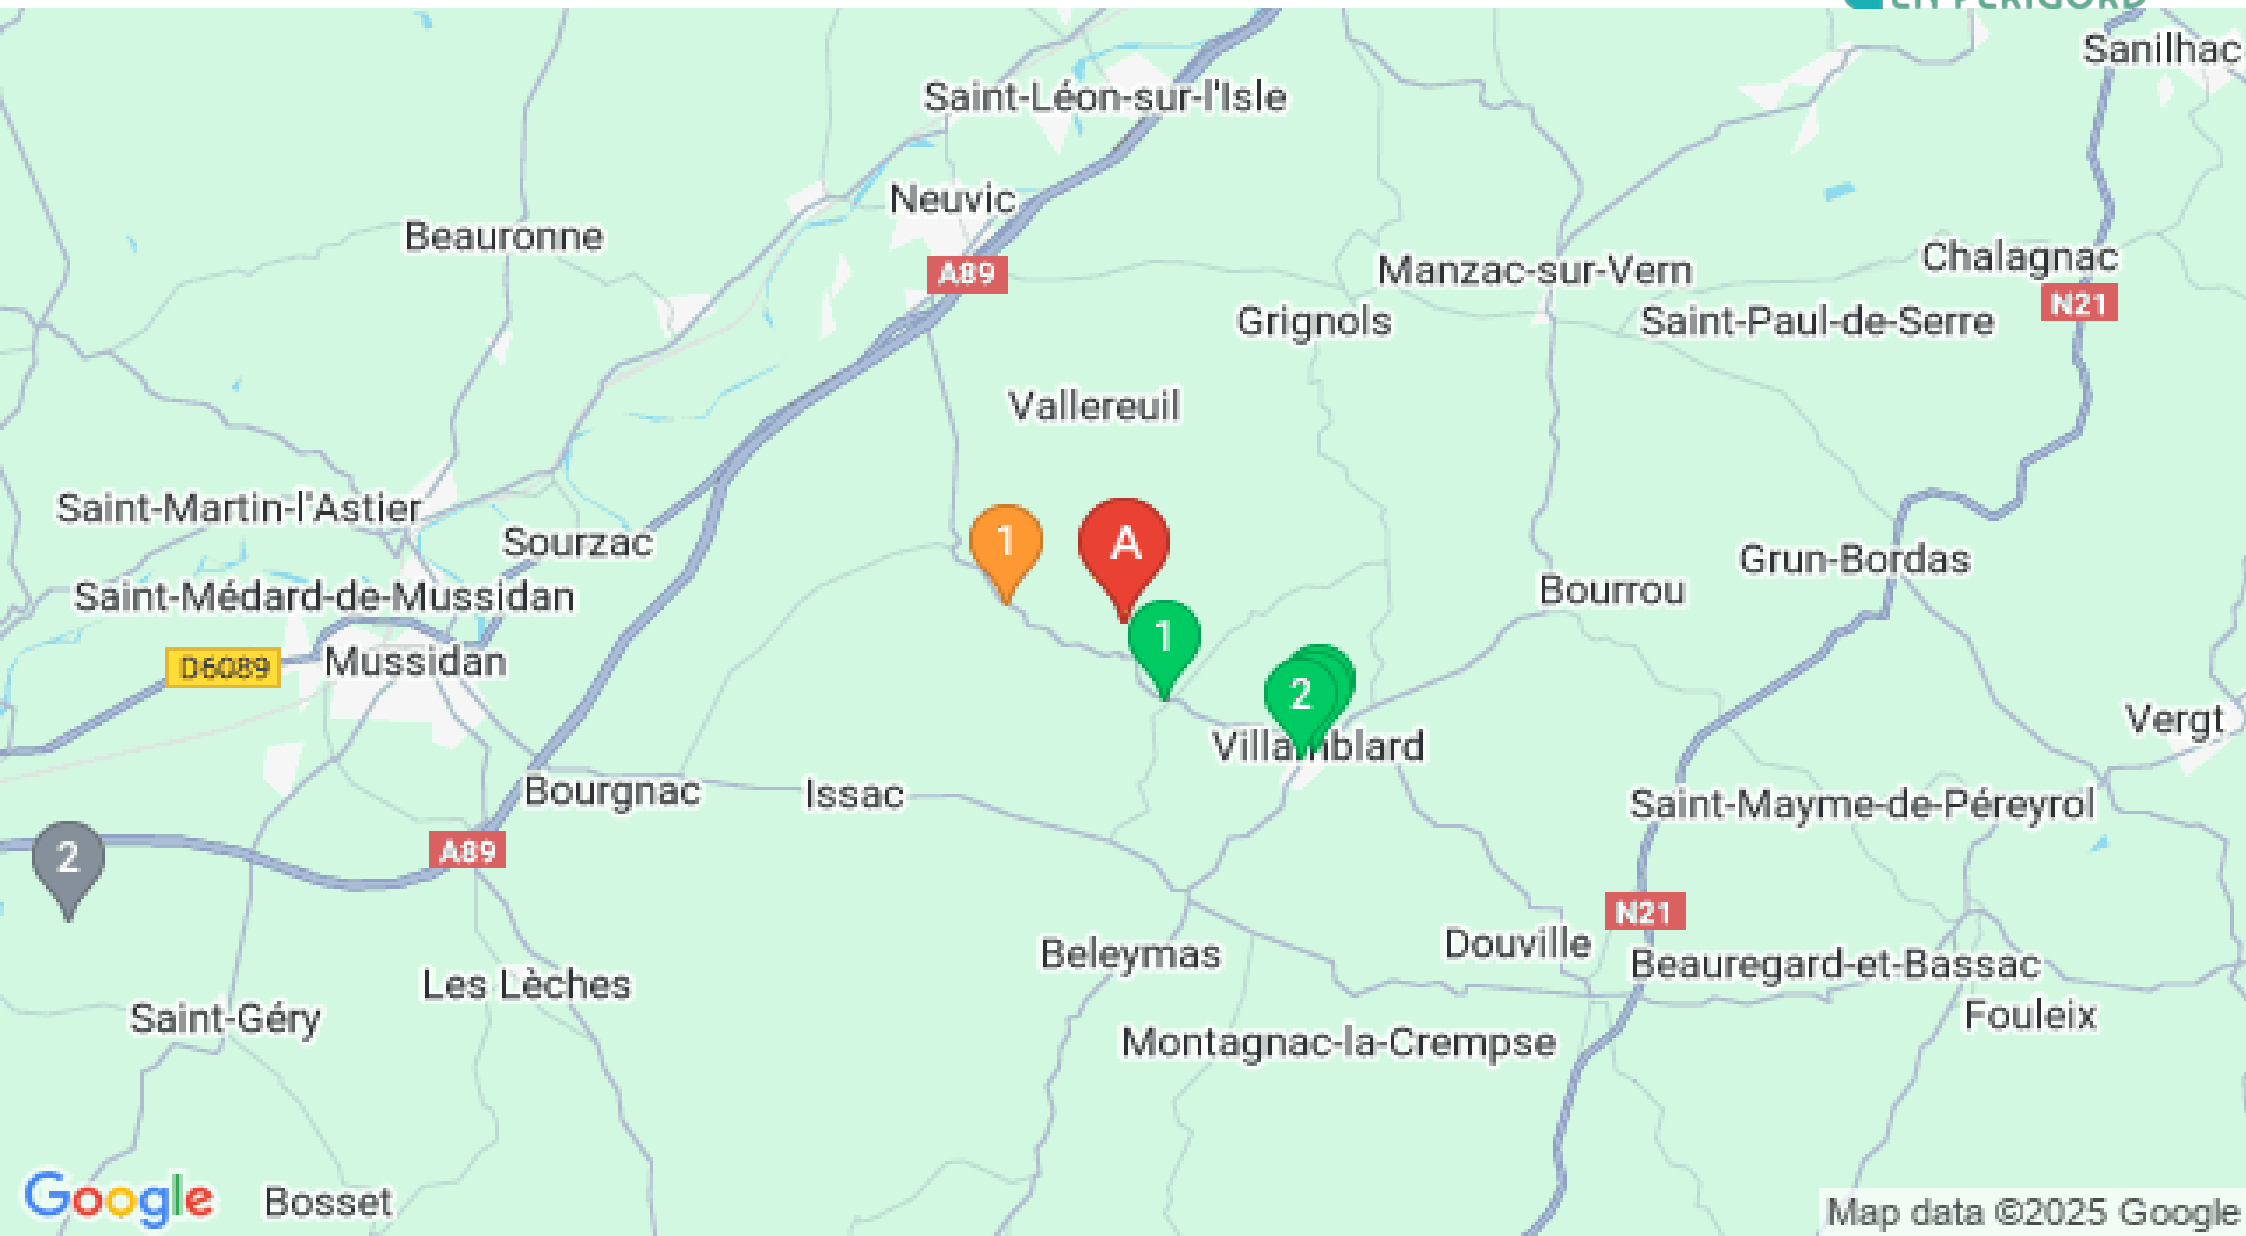 EN PÉRIGORD
Sanilhac
Saint-Léon-sur-l'Isle
Neuvic
Beauronne
A89
Manzac-sur-Vern
Chalagnac
N21
Grignols
Saint-Paul-de-Serre
Vallereuil
Saint-Martin-l'Astier
Sourzac
1
A
Grun-Bordas
Saint-Médard-de-Mussidan
Bourrou
1
D6089
Mussidan
2
Vergt
Villamblard
Bourgnac
Issac
Saint-Mayme-de-Péreyrol
A89
2
N21
Beleymas
Douville
Beauregard-et-Bassac
Les Lèches
Saint-Géry
Fouleix
Montagnac-la-Crempse
Google
Bosset
Map data ©2025 Google